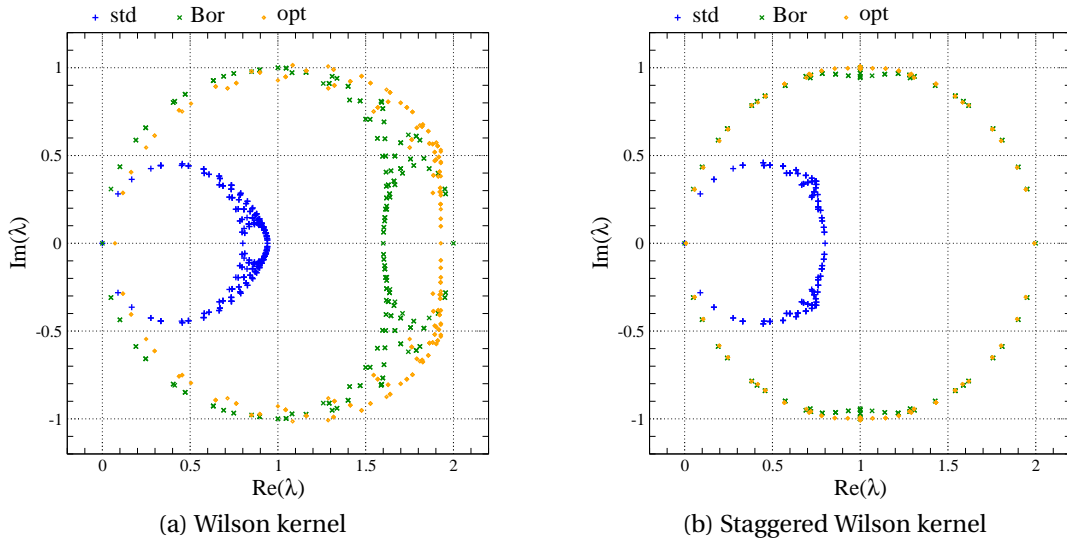 std Bor opt
1
0.5
0
-0.5
-1
0 0.5 1 1.5 2
Im(λ)
Re(λ)
(a) Wilson kernel
std Bor opt
1
0.5
0
-0.5
-1
0 0.5 1 1.5 2
Im(λ)
Re(λ)
(b) Staggered Wilson kernel